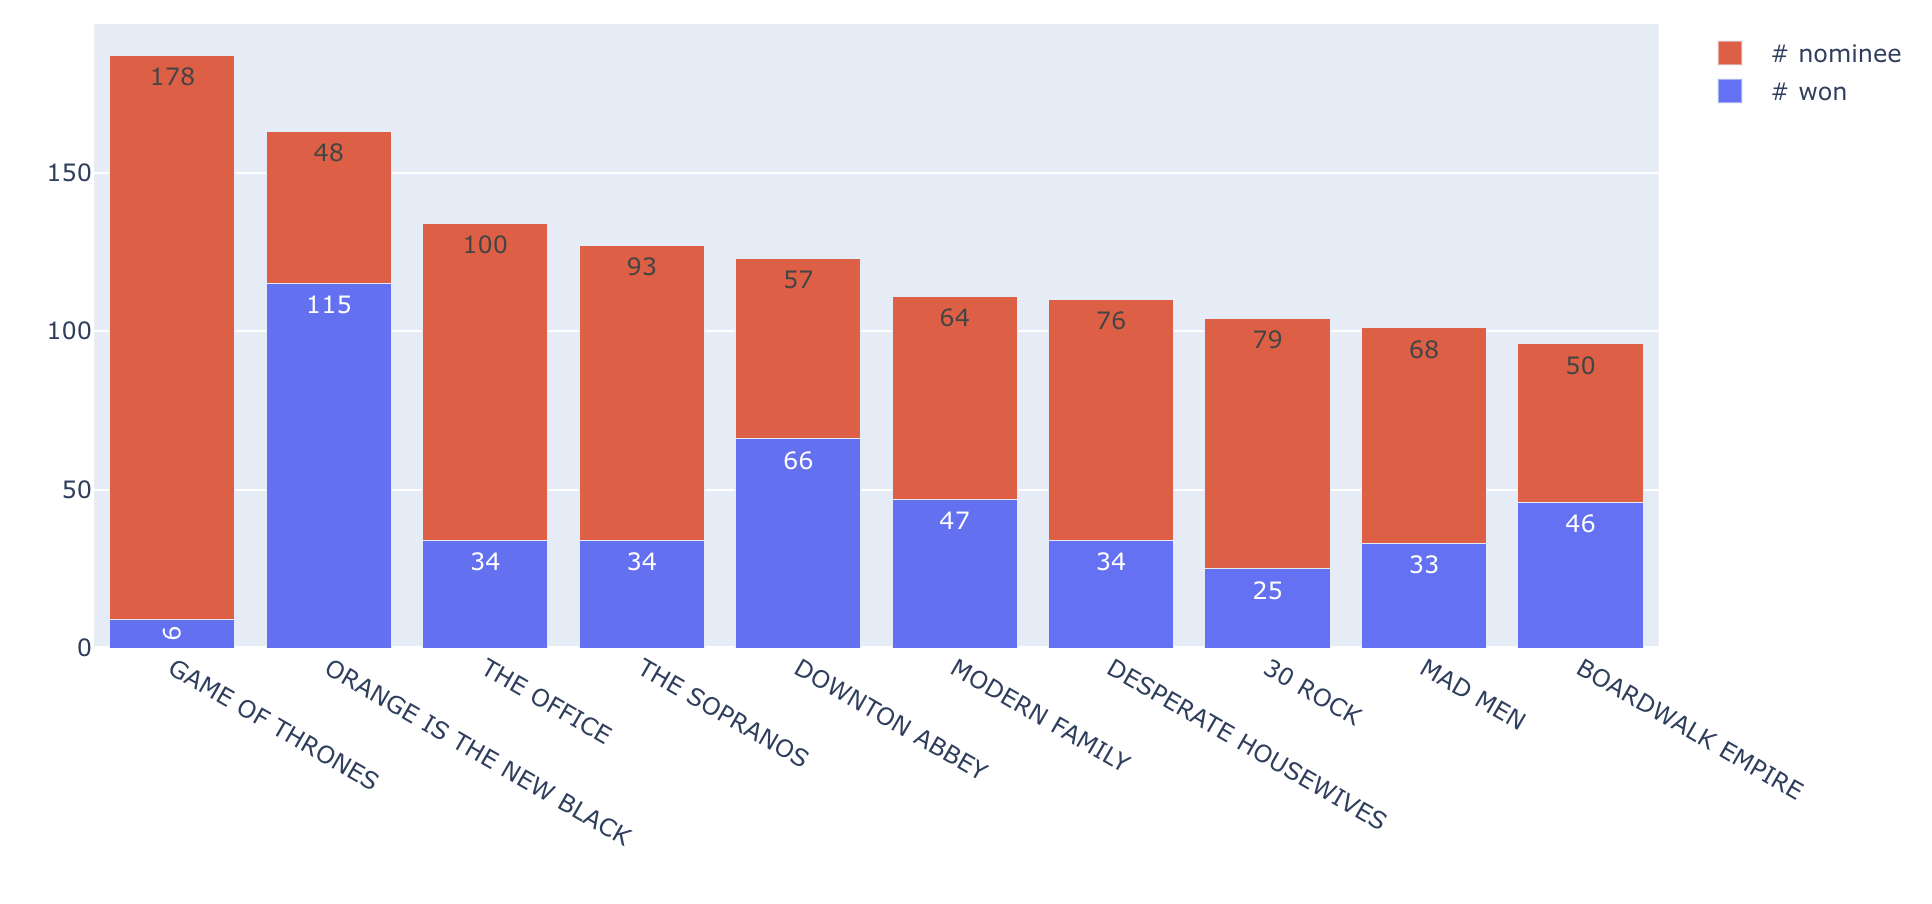 178
48
100
93
57
64
76
79
68
50
9
115
34
34
66
47
34
25
33
46
150
100
50
0
GAME OF THRONES
ORANGE IS THE NEW BLACK
THE OFFICE
THE SOPRANOS
DOWNTON ABBEY
MODERN FAMILY
DESPERATE HOUSEWIVES
30 ROCK
MAD MEN
BOARDWALK EMPIRE
# nominee
# won